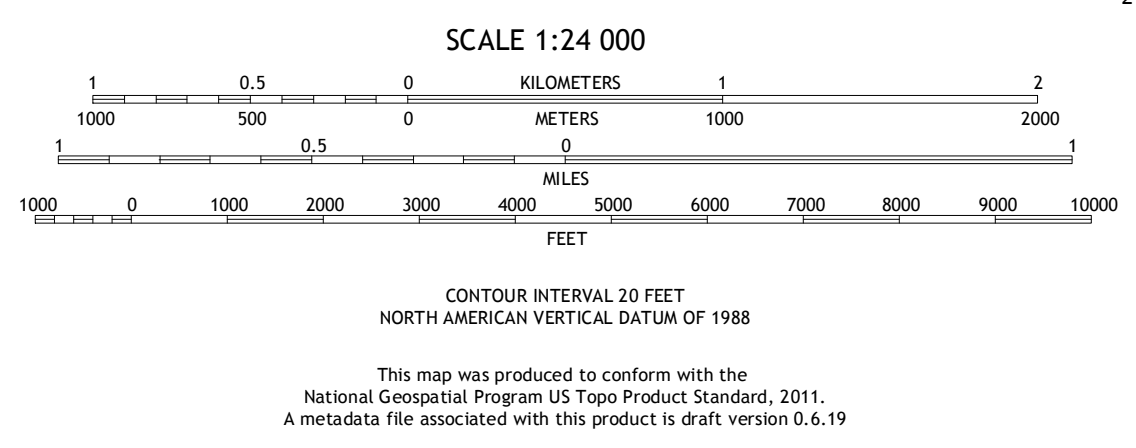 2
SCALE 1:24 000
1 0.5 0 KILOMETERS 1 2
1000 500 0 METERS 1000 2000
1 0.5 0 1
MILES
1000 0 1000 2000 3000 4000 5000 6000 7000 8000 9000 10000
FEET
CONTOUR INTERVAL 20 FEET
NORTH AMERICAN VERTICAL DATUM OF 1988
This map was produced to conform with the
National Geospatial Program US Topo Product Standard, 2011.
A metadata file associated with this product is draft version 0.6.19